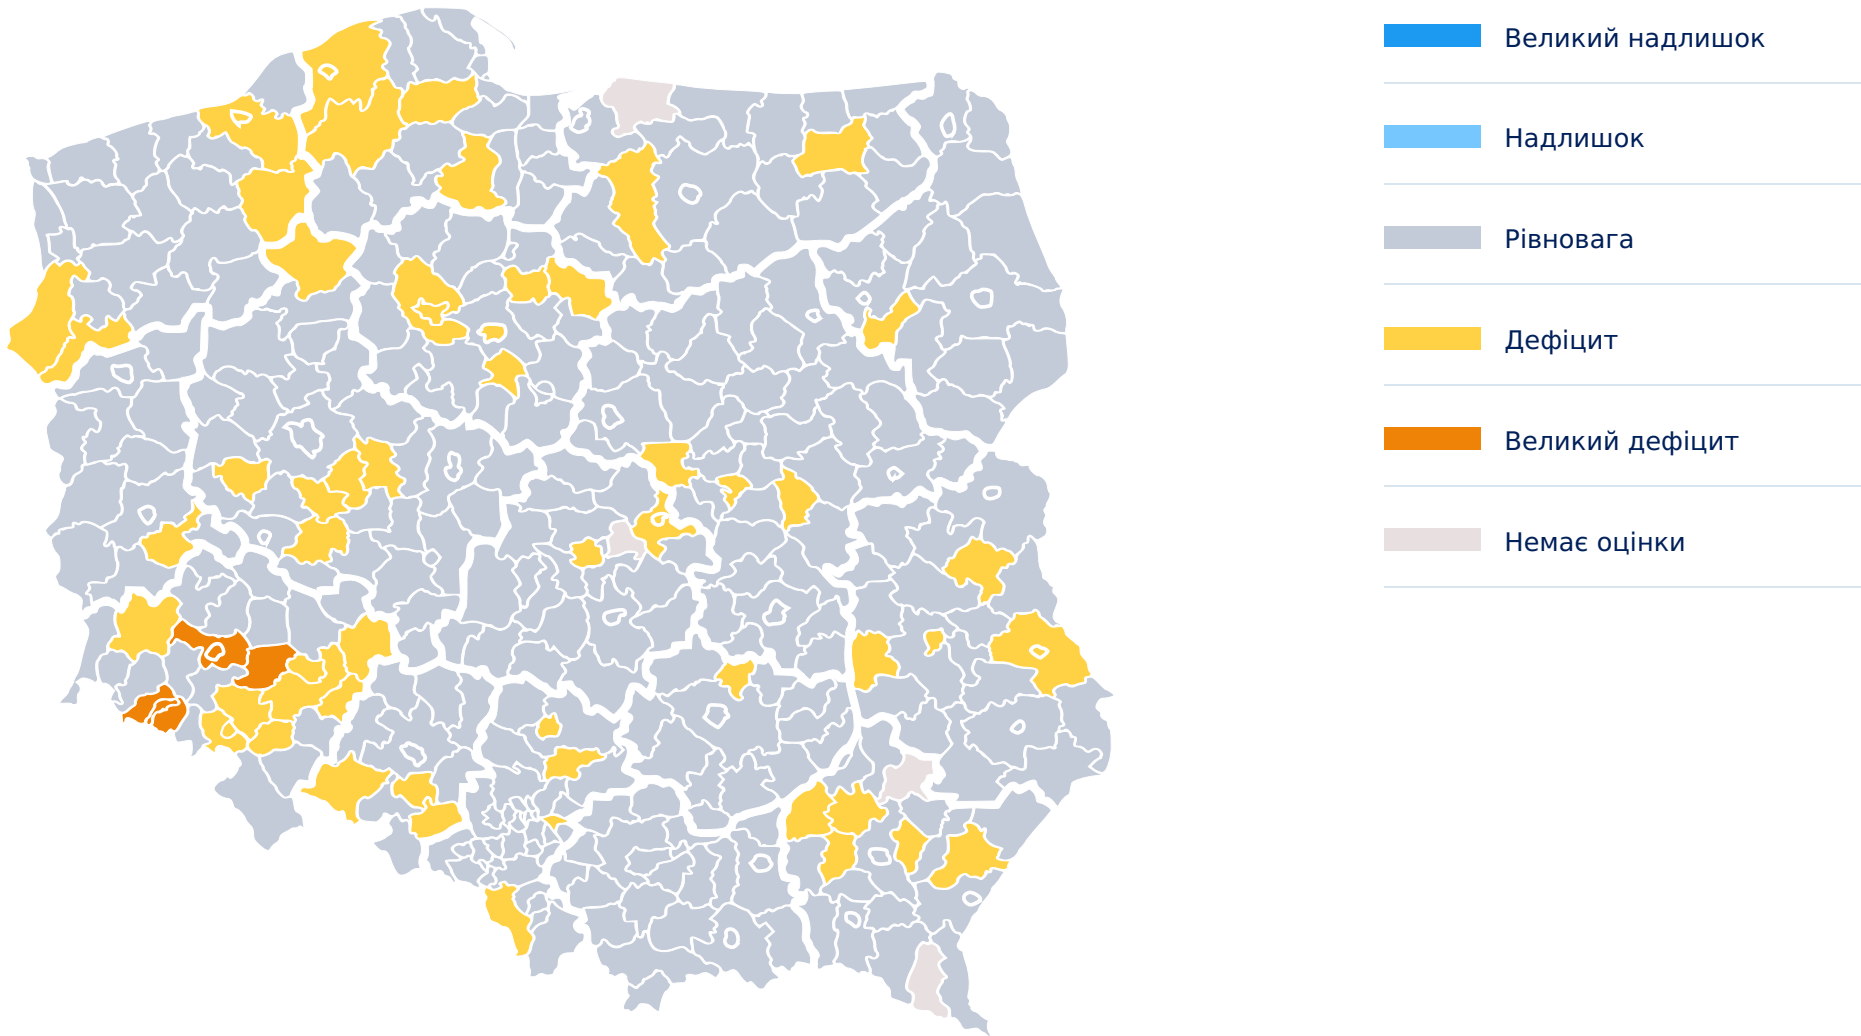 Великий надлишок
Надлишок
Рівновага
Дефіцит
Великий дефіцит
Немає оцінки